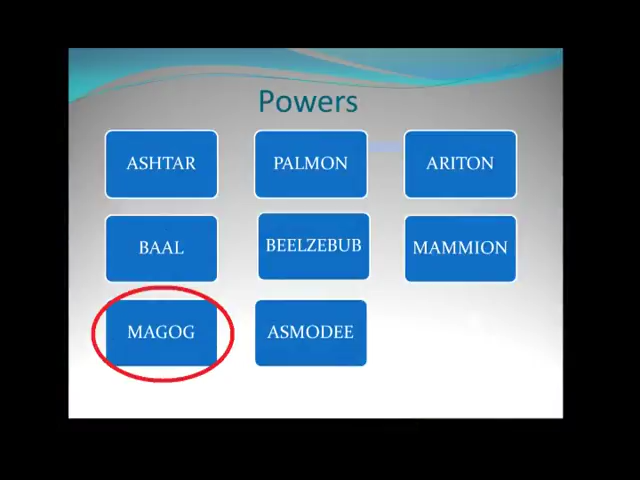 Powers
ASHTAR
PALMON
ARITON
BAAL
BEELZEBUB
MAMMION
MAGOG
ASMODEE